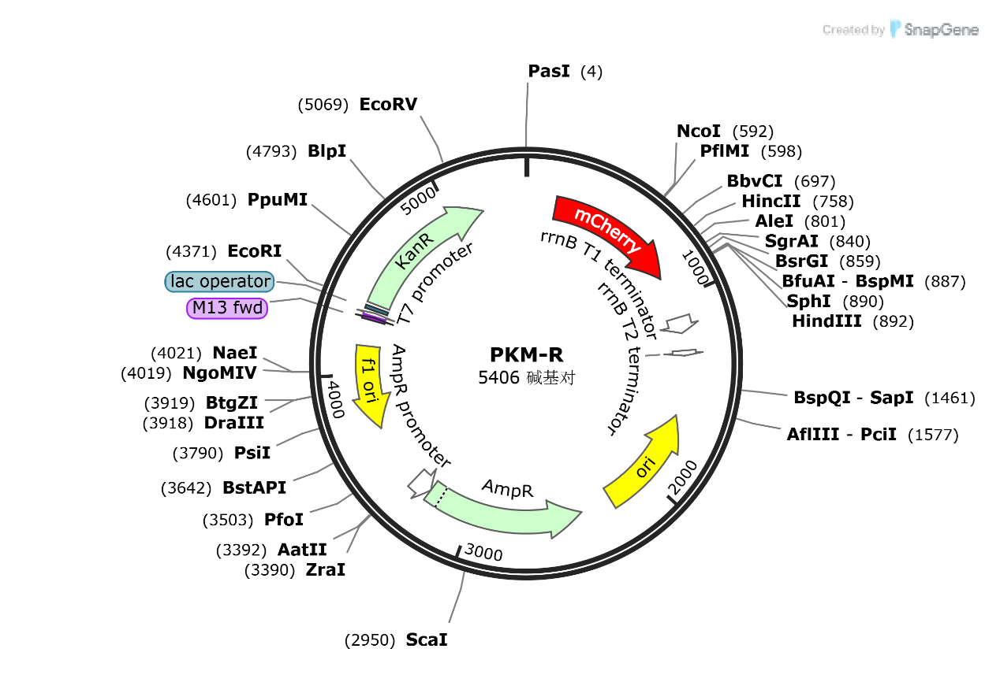 Created by SnapGene
PasI (4)
(5069) EcoRV
NcoI (592)
(4793) BlpI
PflMI (598)
BbvCI (697)
(4601) PpuMI
HincII (758)
AleI (801)
SgrAI (840)
(4371) EcoRI
BsrGI (859)
lac operator
BfuAI - BspMI (887)
M13 fwd
SphI (890)
HindIII (892)
(4021) NaeI
(4019) NgoMIV
(3919) BtgZI
(3918) DraIII
BspQI - SapI (1461)
AflIII - PciI (1577)
(3790) PsiI
(3642) BstAPI
(3503) PfoI
(3392) AatII
(3390) ZraI
(2950) ScaI
1000
2000
3000
4000
5000
mCherry
rrnB T1 terminator
rrnB T2 terminator
ori
AmpR
AmpR promoter
f1 ori
T7 promoter
KanR
PKM-R
5406 碱基对